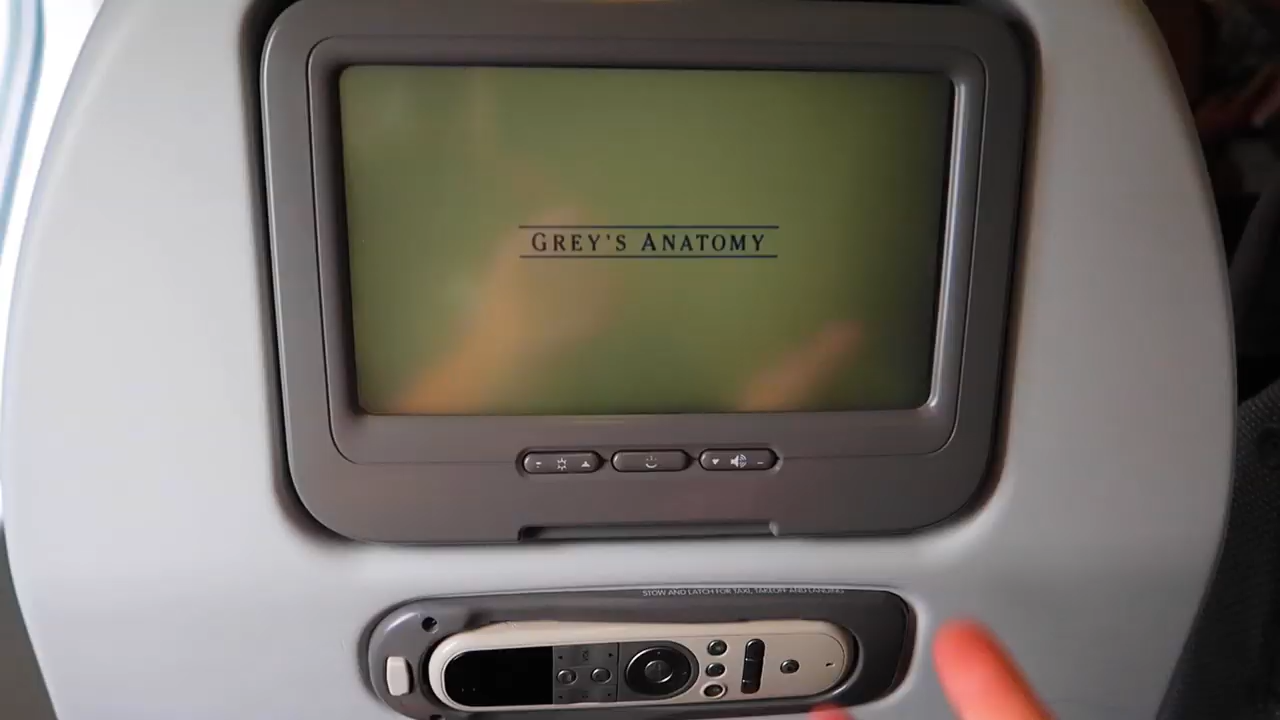 GREY'S ANATOMY
STOW AND LATCH FOR TAXI, TAKEOFF AND LANDING